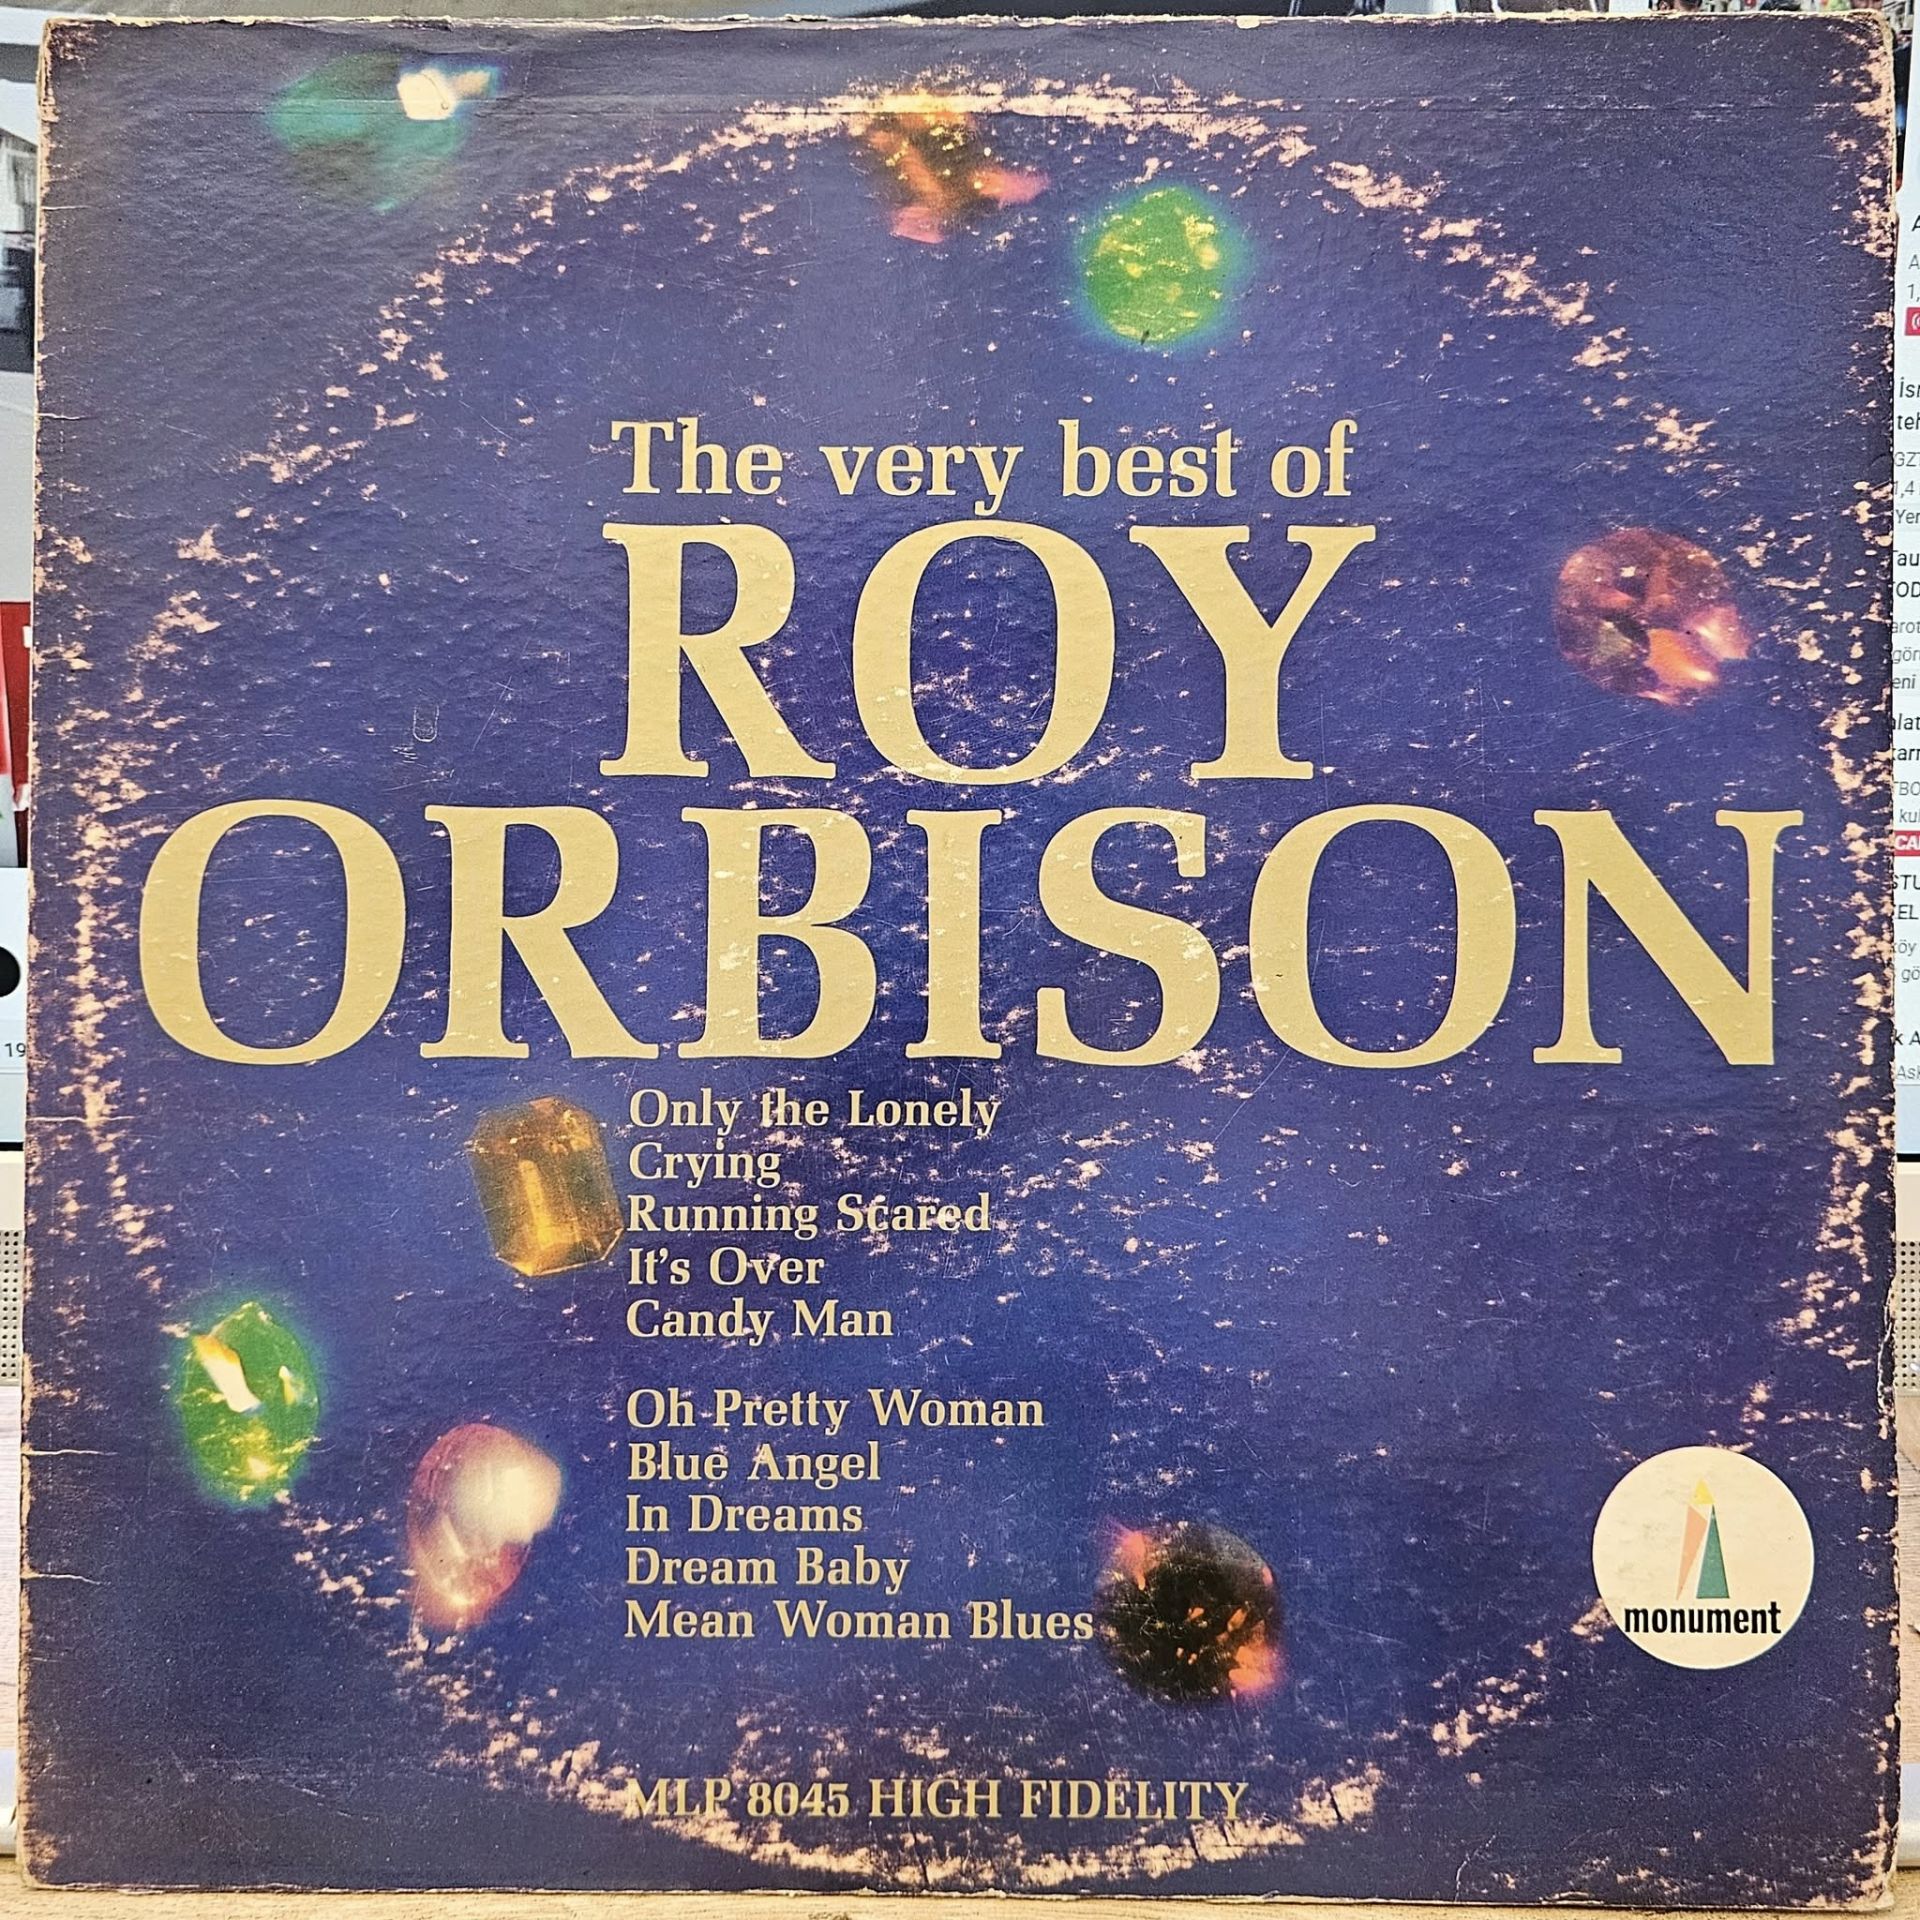 The very best of
ROY
ORBISON
Only the Lonely
Crying
Running Scared
It's Over
Candy Man
Oh Pretty Woman
Blue Angel
In Dreams
Dream Baby
Mean Woman Blues
monument
MLP 8045 HIGH FIDELITY
19